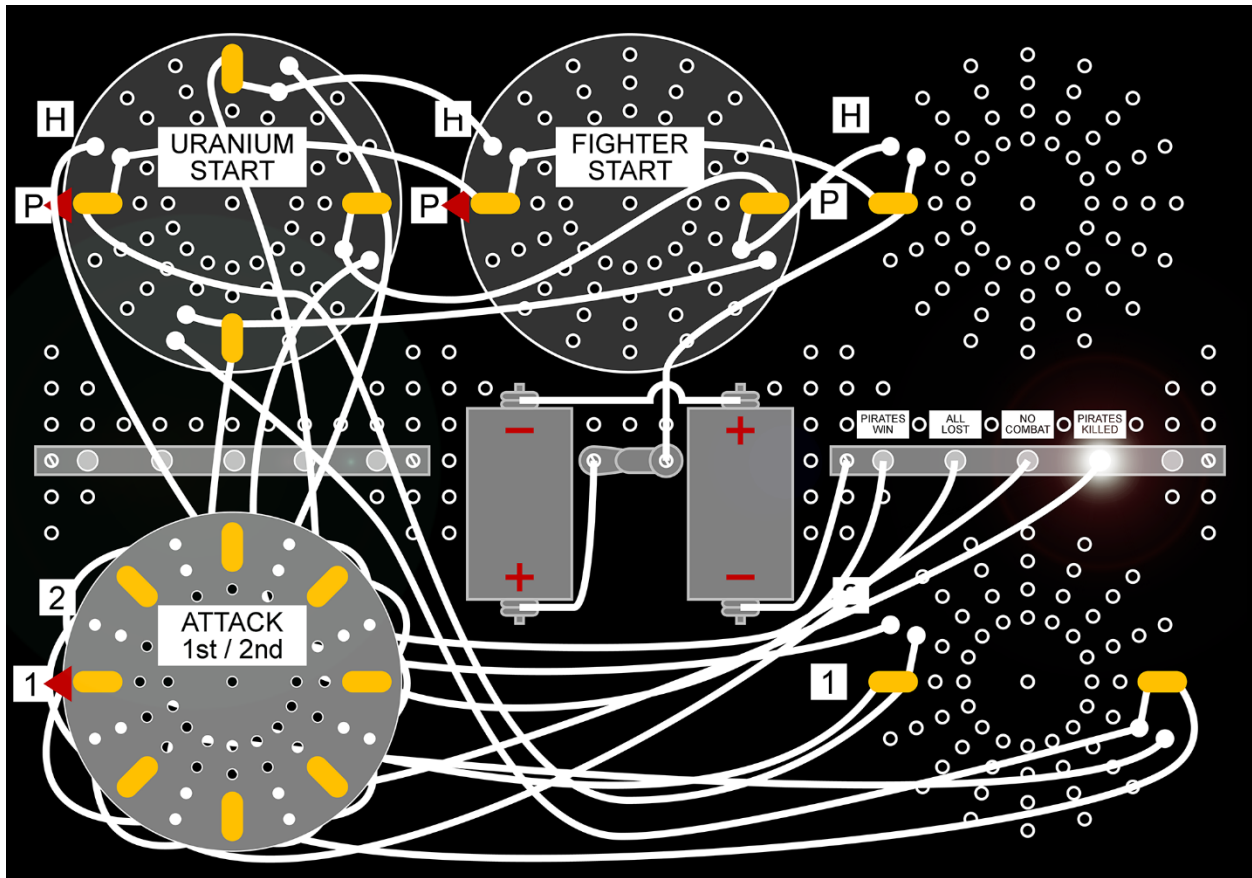 H
H
H
URANIUM
START
FIGHTER
START
P
P
P
PIRATES
WIN
ALL
LOST
NO
COMBAT
PIRATES
KILLED
−
+
+
−
2
ATTACK
1st / 2nd
1
1